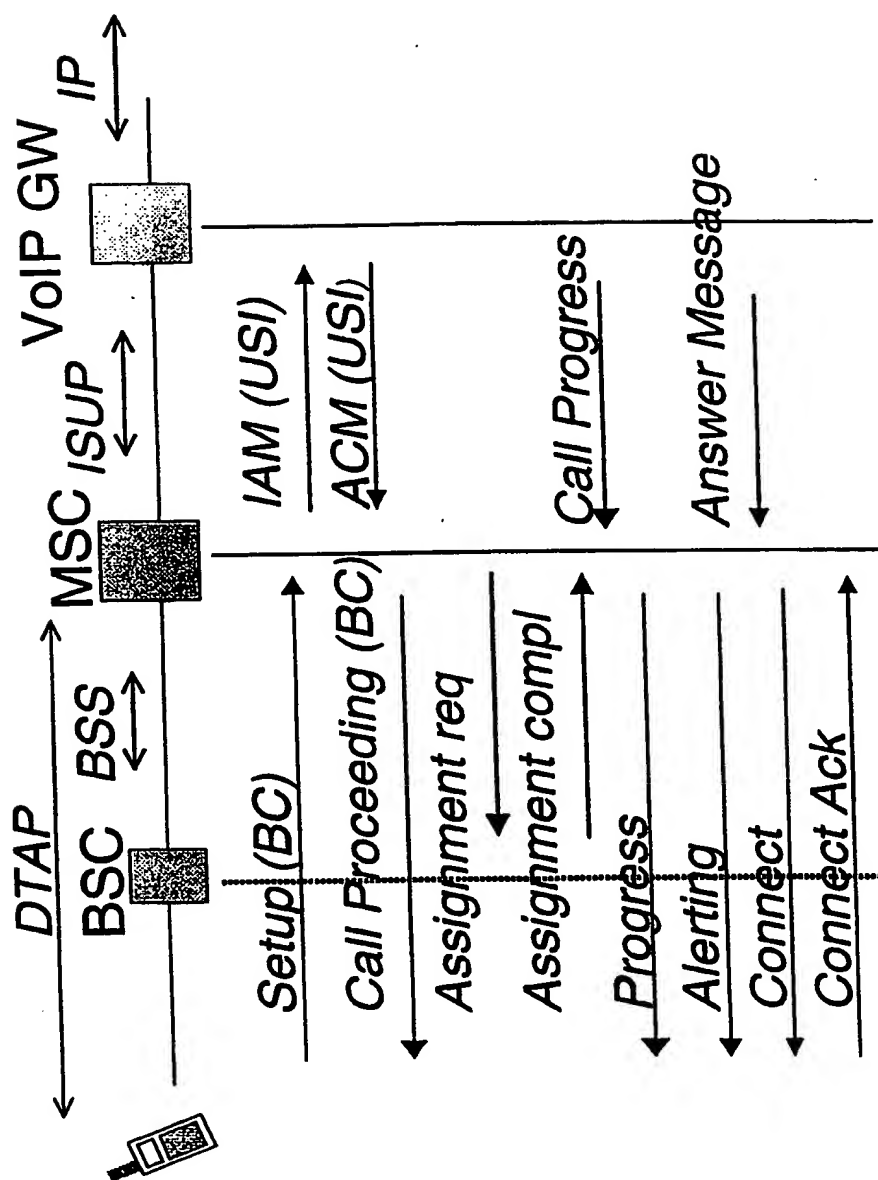 DTAP
BSS
ISUP
IP
BSC
MSC
VoIP GW
Setup (BC)
IAM (USI)
Call Proceeding (BC)
ACM (USI)
Assignment req
Assignment compl
Call Progress
Progress
Alerting
Answer Message
Connect
Connect Ack